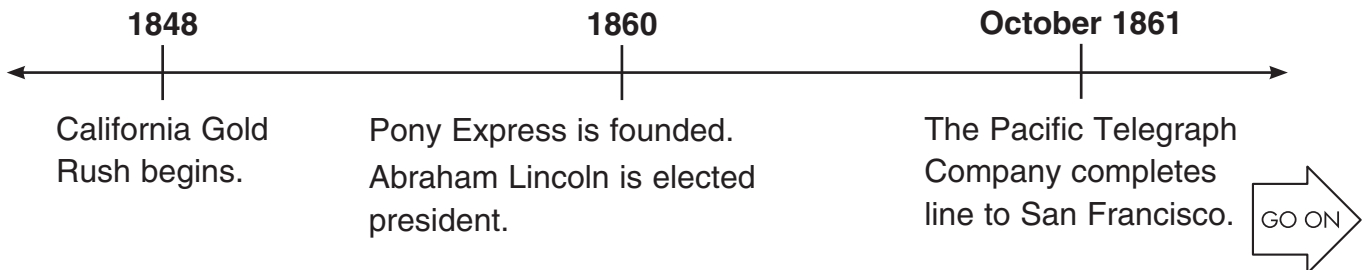 1848
California Gold
Rush begins.
1860
Pony Express is founded.
Abraham Lincoln is elected
president.
October 1861
The Pacific Telegraph
Company completes
line to San Francisco.
GO ON